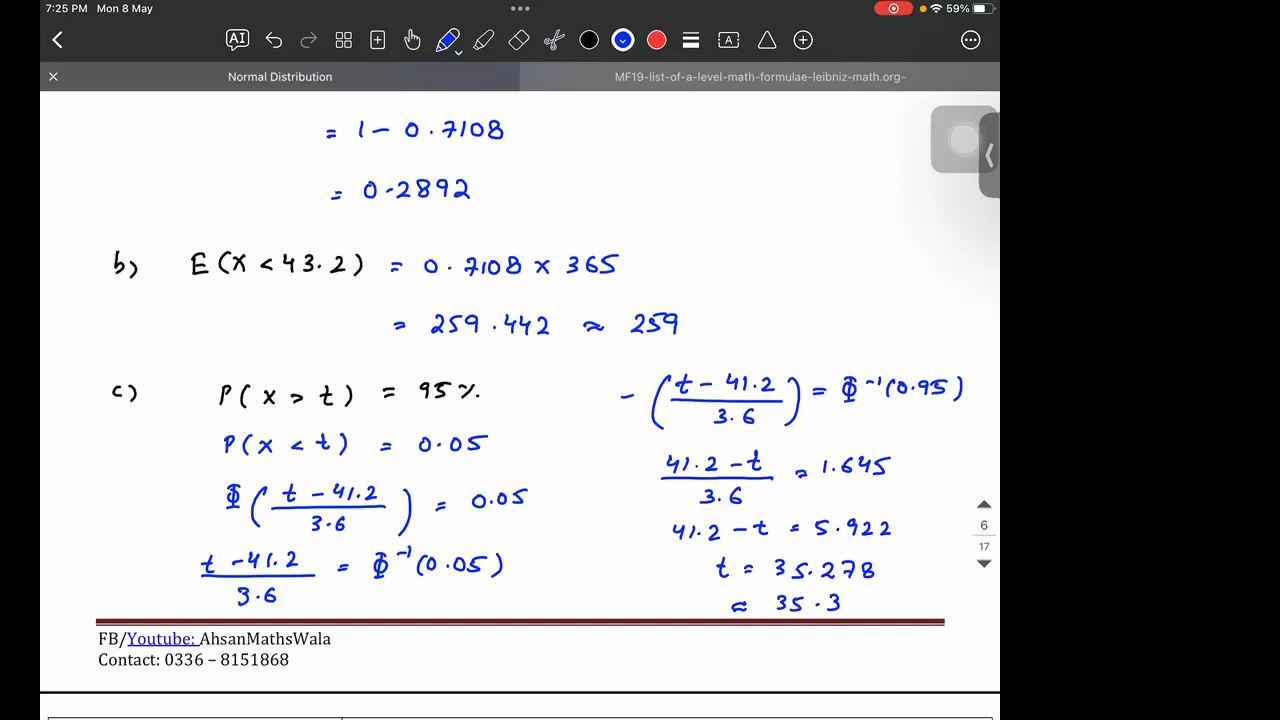 7:25 PM Mon 8 May
59%
AI
A
Normal Distribution
MF19-list-of-a-level-math-formulae-leibniz-math.org-
= 1 - 0.7108
= 0.2892
b) E(X < 43.2) = 0.7108 x 365
= 259.442 ≈ 259
c) P(X > t) = 95%
P(X < t) = 0.05
Φ((t - 41.2)/3.6) = 0.05
(t - 41.2)/3.6 = Φ⁻¹(0.05)
-((t - 41.2)/3.6) = Φ⁻¹(0.95)
(41.2 - t)/3.6 = 1.645
41.2 - t = 5.922
t = 35.278
≈ 35.3
6
17
FB/Youtube: AhsanMathsWala
Contact: 0336 – 8151868